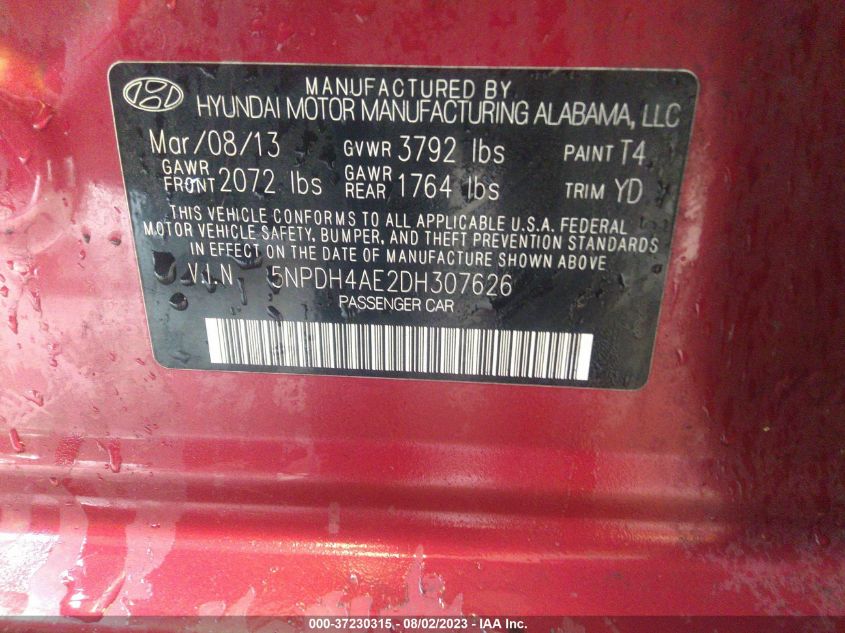 MANUFACTURED BY
HYUNDAI MOTOR MANUFACTURING ALABAMA, LLC
Mar/08/13 GVWR 3792 lbs PAINT T4
GAWR FRONT 2072 lbs GAWR REAR 1764 lbs TRIM YD
THIS VEHICLE CONFORMS TO ALL APPLICABLE U.S.A. FEDERAL
MOTOR VEHICLE SAFETY, BUMPER, AND THEFT PREVENTION STANDARDS
IN EFFECT ON THE DATE OF MANUFACTURE SHOWN ABOVE
V.I.N. 5NPDH4AE2DH307626
PASSENGER CAR
000-37230315 - 08/02/2023 - IAA Inc.